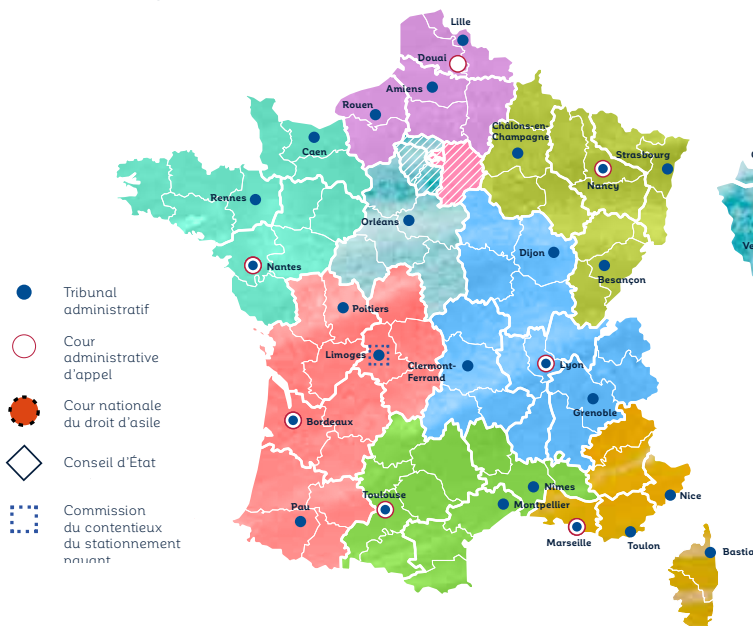 Lille
Douai
Amiens
Rouen
Caen
Châlons-en-
Champagne
Strasbourg
Nancy
Rennes
Orléans
Nantes
Dijon
Besançon
Poitiers
Limoges
Clermont-
Ferrand
Lyon
Grenoble
Bordeaux
Pau
Toulouse
Nîmes
Montpellier
Marseille
Toulon
Nice
Tribunal
administratif
Cour
administrative
d'appel
Cour nationale
du droit d'asile
Conseil d'État
Commission
du contentieux
du stationnement
payant